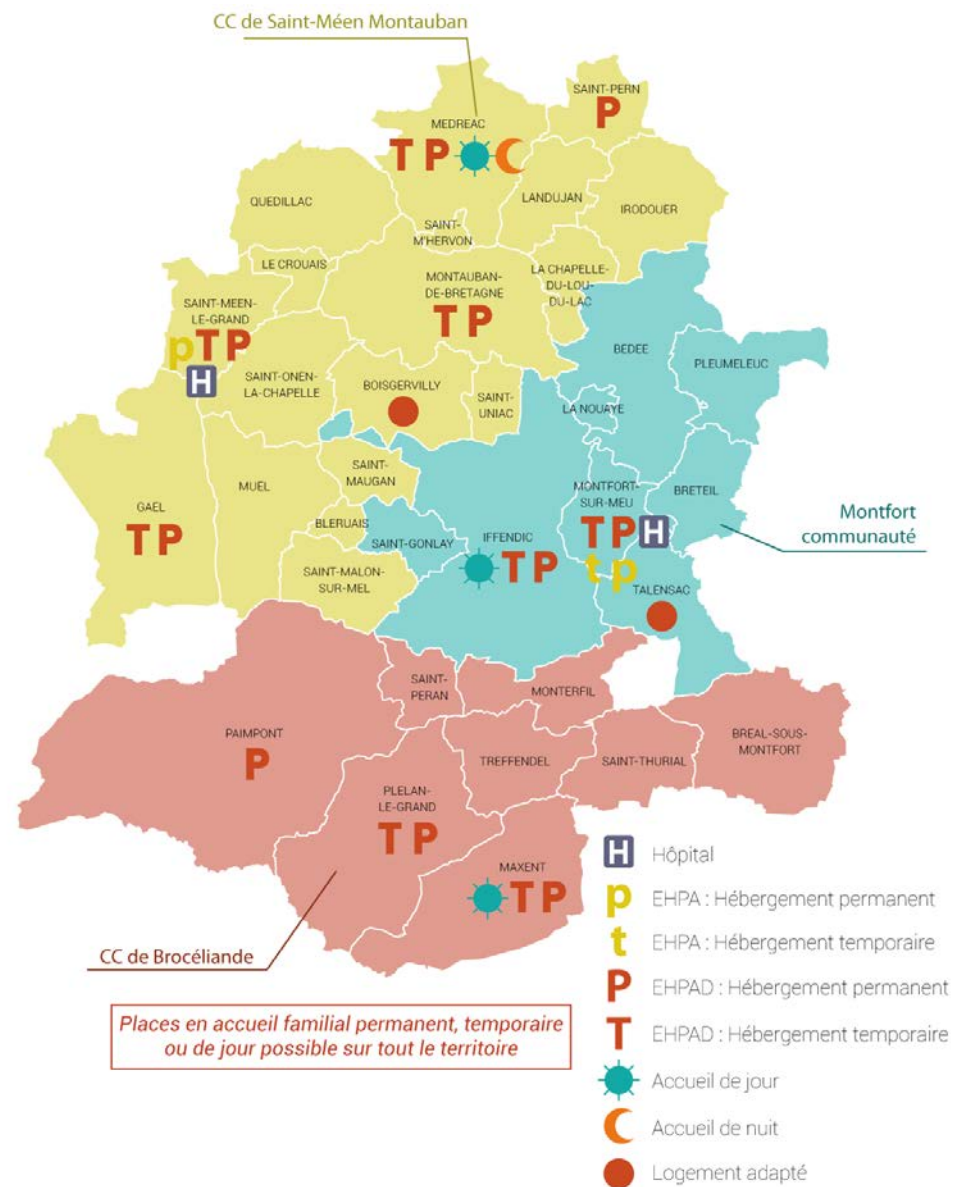 CC de Saint-Méen Montauban
SAINT-PERN
P
MEDREAC
T P
QUEDILLAC
LANDUJAN
IRODOUER
SAINT-
M'HERVON
LE CROUAIS
MONTAUBAN-
DE-BRETAGNE
T P
LA CHAPELLE-
DU-LOU-
DU-LAC
SAINT-MEEN-
LE-GRAND
p T P
H
BEDEE
PLEUMELEUC
SAINT-ONEN-
LA-CHAPELLE
BOISGERVILLY
SAINT-
UNIAC
LA NOUAYE
SAINT-
MAUGAN
MUEL
GAEL
T P
BLERUAIS
SAINT-GONLAY
IFFENDIC
T P
MONTFORT-
SUR-MEU
T P H
t p
BRETEIL
Montfort
communauté
SAINT-MALON-
SUR-MEL
TALENSAC
SAINT-
PERAN
MONTERFIL
PAIMPONT
P
TREFFENDEL
SAINT-THURIAL
BREAL-SOUS-
MONTFORT
PLELAN-
LE-GRAND
T P
MAXENT
T P
CC de Brocéliande
Places en accueil familial permanent, temporaire
ou de jour possible sur tout le territoire
H Hôpital
p EHPA : Hébergement permanent
t EHPA : Hébergement temporaire
P EHPAD : Hébergement permanent
T EHPAD : Hébergement temporaire
Accueil de jour
Accueil de nuit
Logement adapté